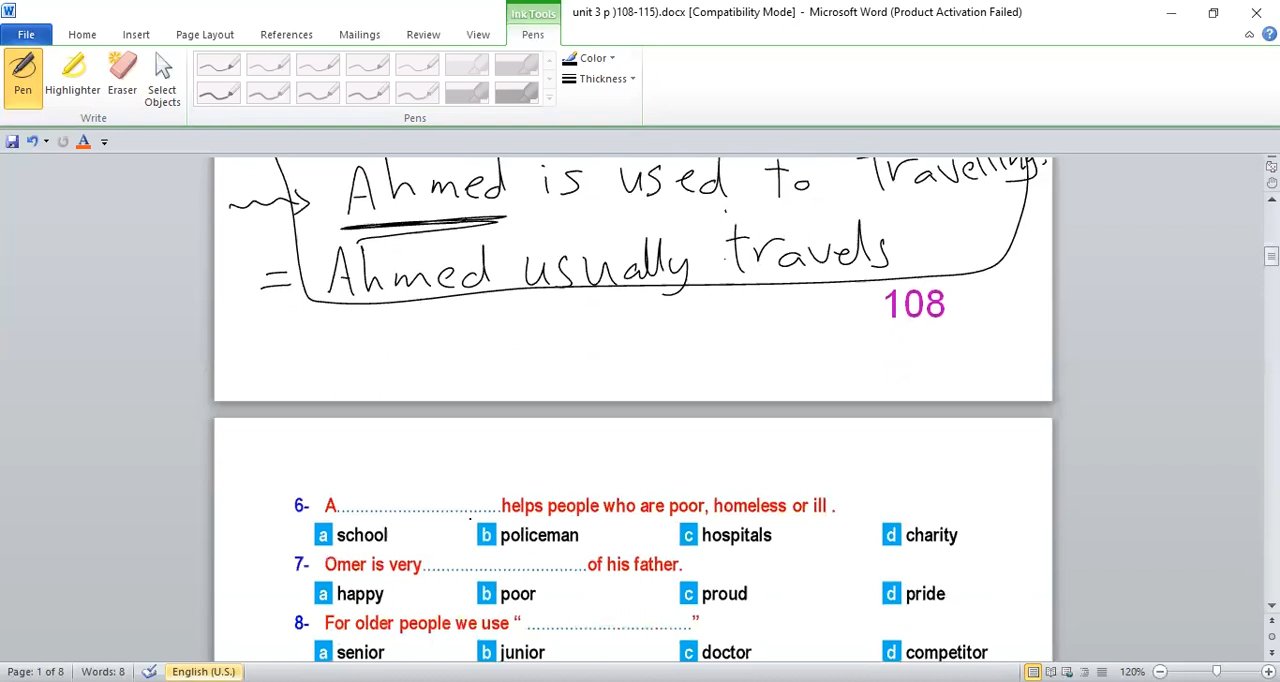 Ink Tools
unit 3 p )108-115).docx [Compatibility Mode] - Microsoft Word (Product Activation Failed)
File Home Insert Page Layout References Mailings Review View Pens
Pen Highlighter Eraser Select Objects
Color
Thickness
Write Pens
Ahmed is used to Travelling.
= Ahmed usually travels
108
6- A..................................helps people who are poor, homeless or ill .
a school b policeman c hospitals d charity
7- Omer is very..................................of his father.
a happy b poor c proud d pride
8- For older people we use “ ..................................”
a senior b junior c doctor d competitor
Page: 1 of 8 Words: 8 English (U.S.) 120%